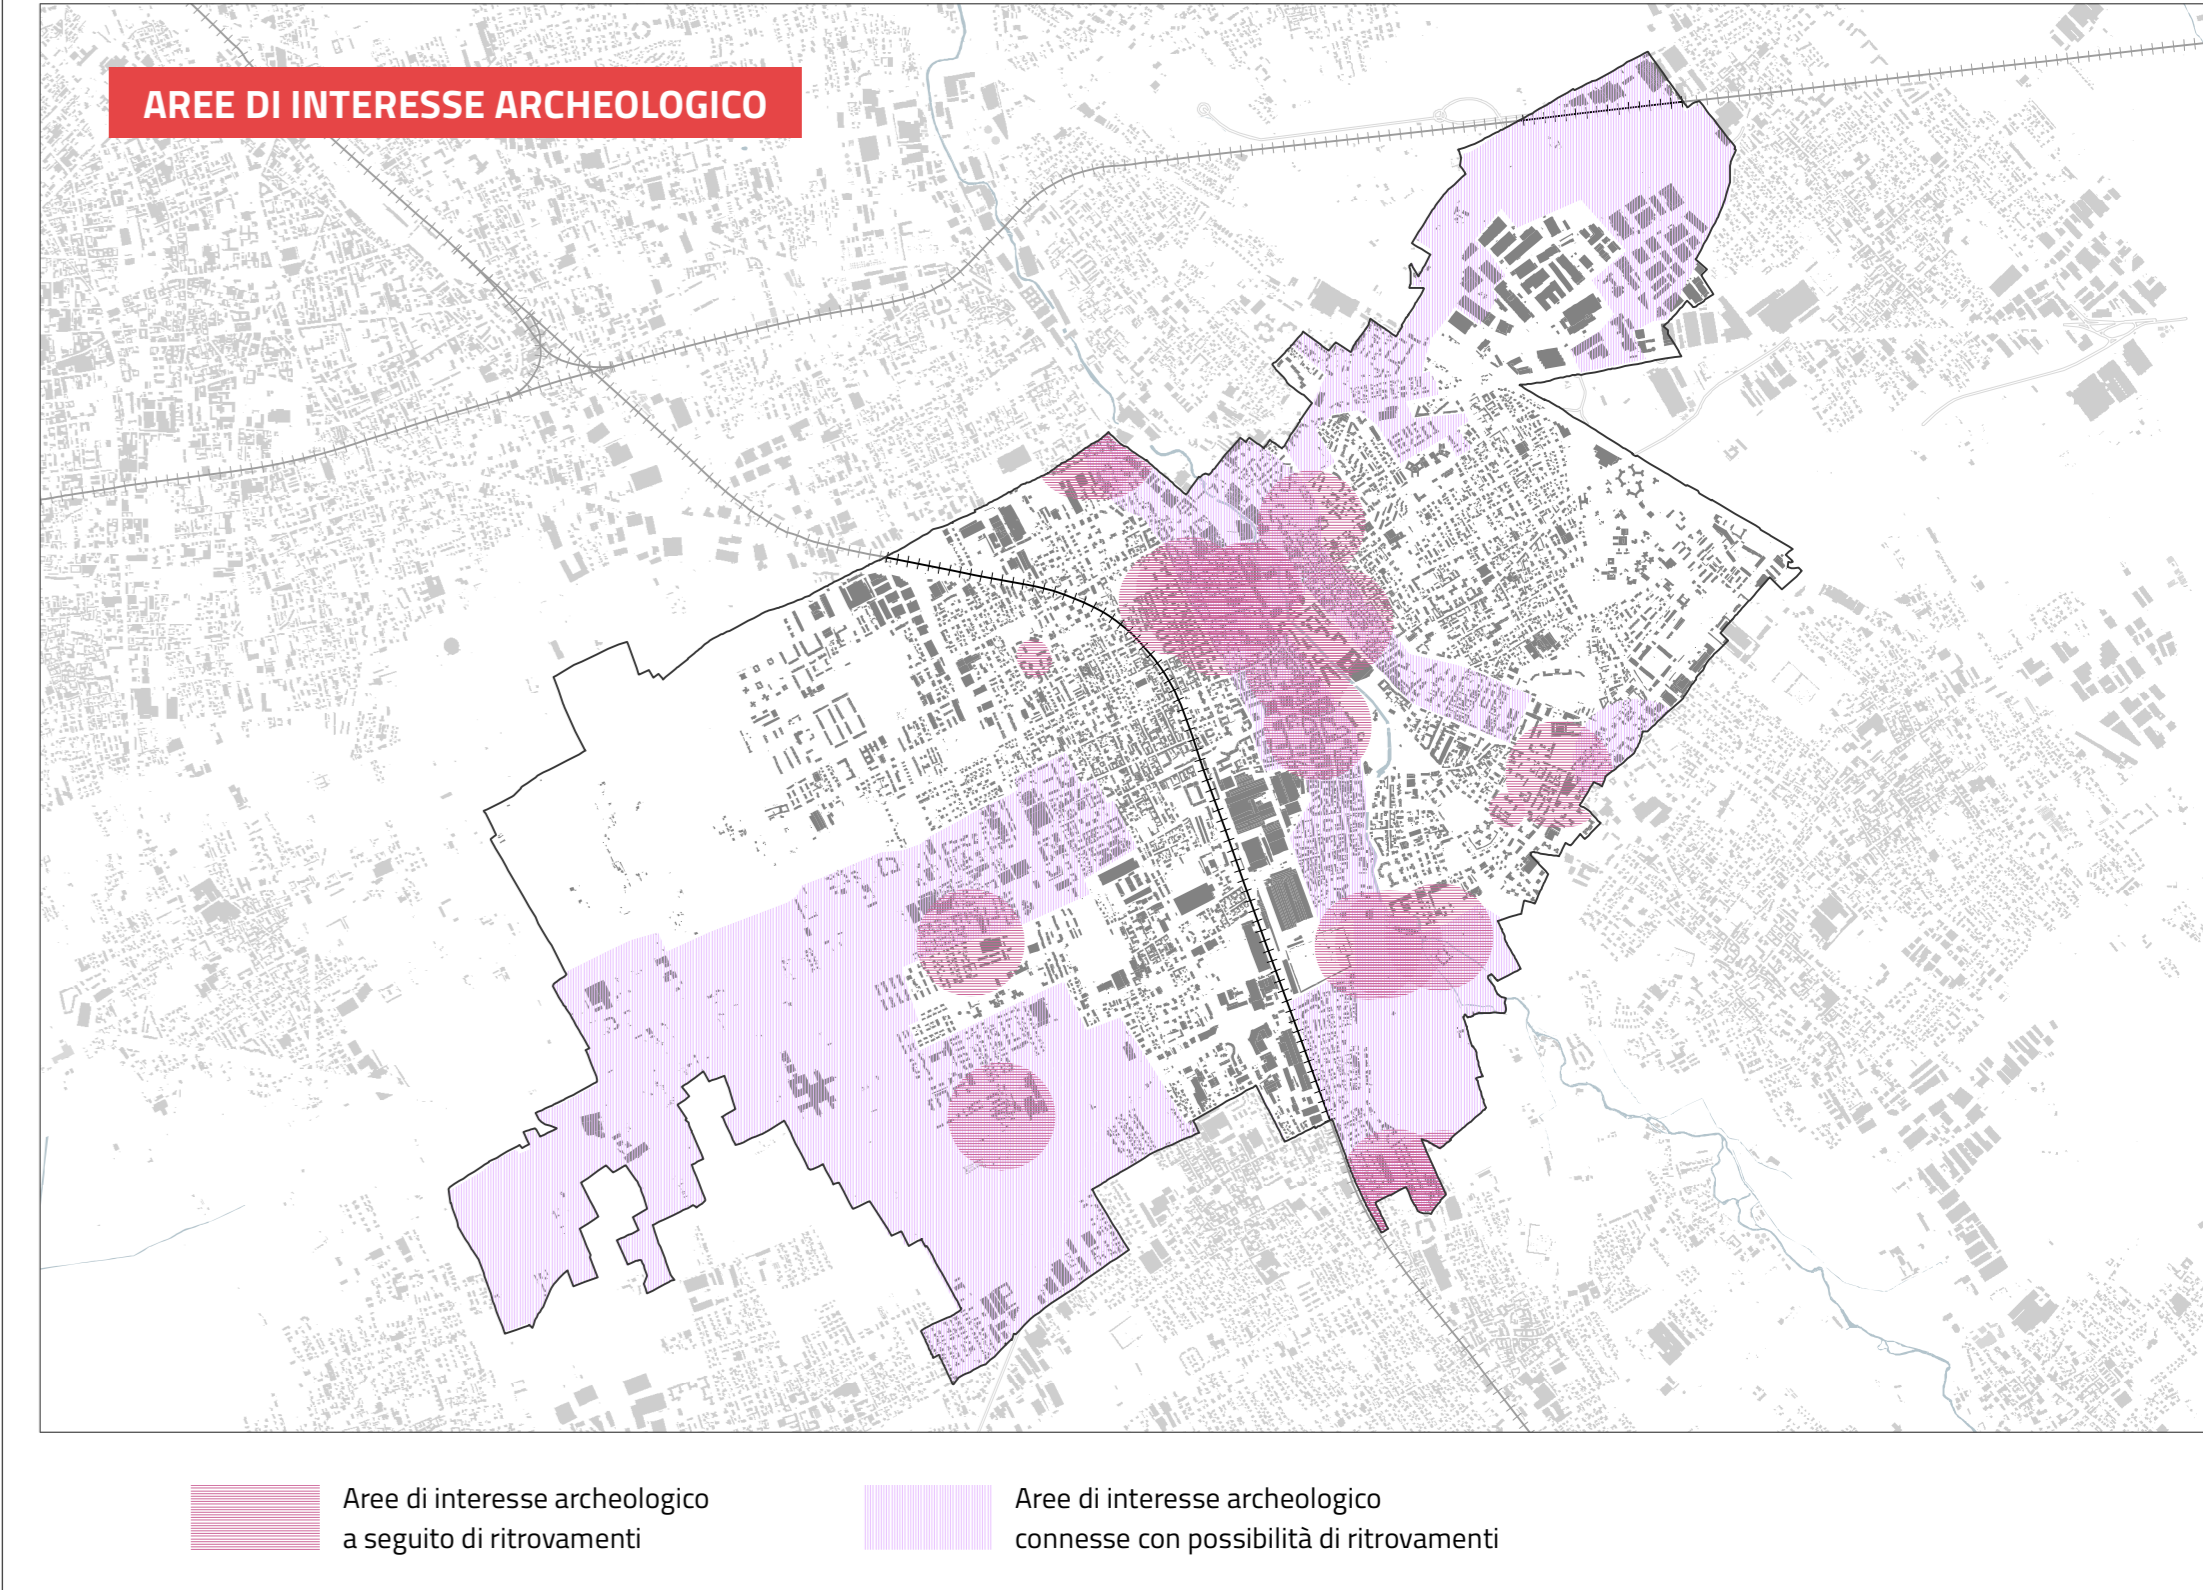 AREE DI INTERESSE ARCHEOLOGICO
Aree di interesse archeologico
a seguito di ritrovamenti
Aree di interesse archeologico
connesse con possibilità di ritrovamenti